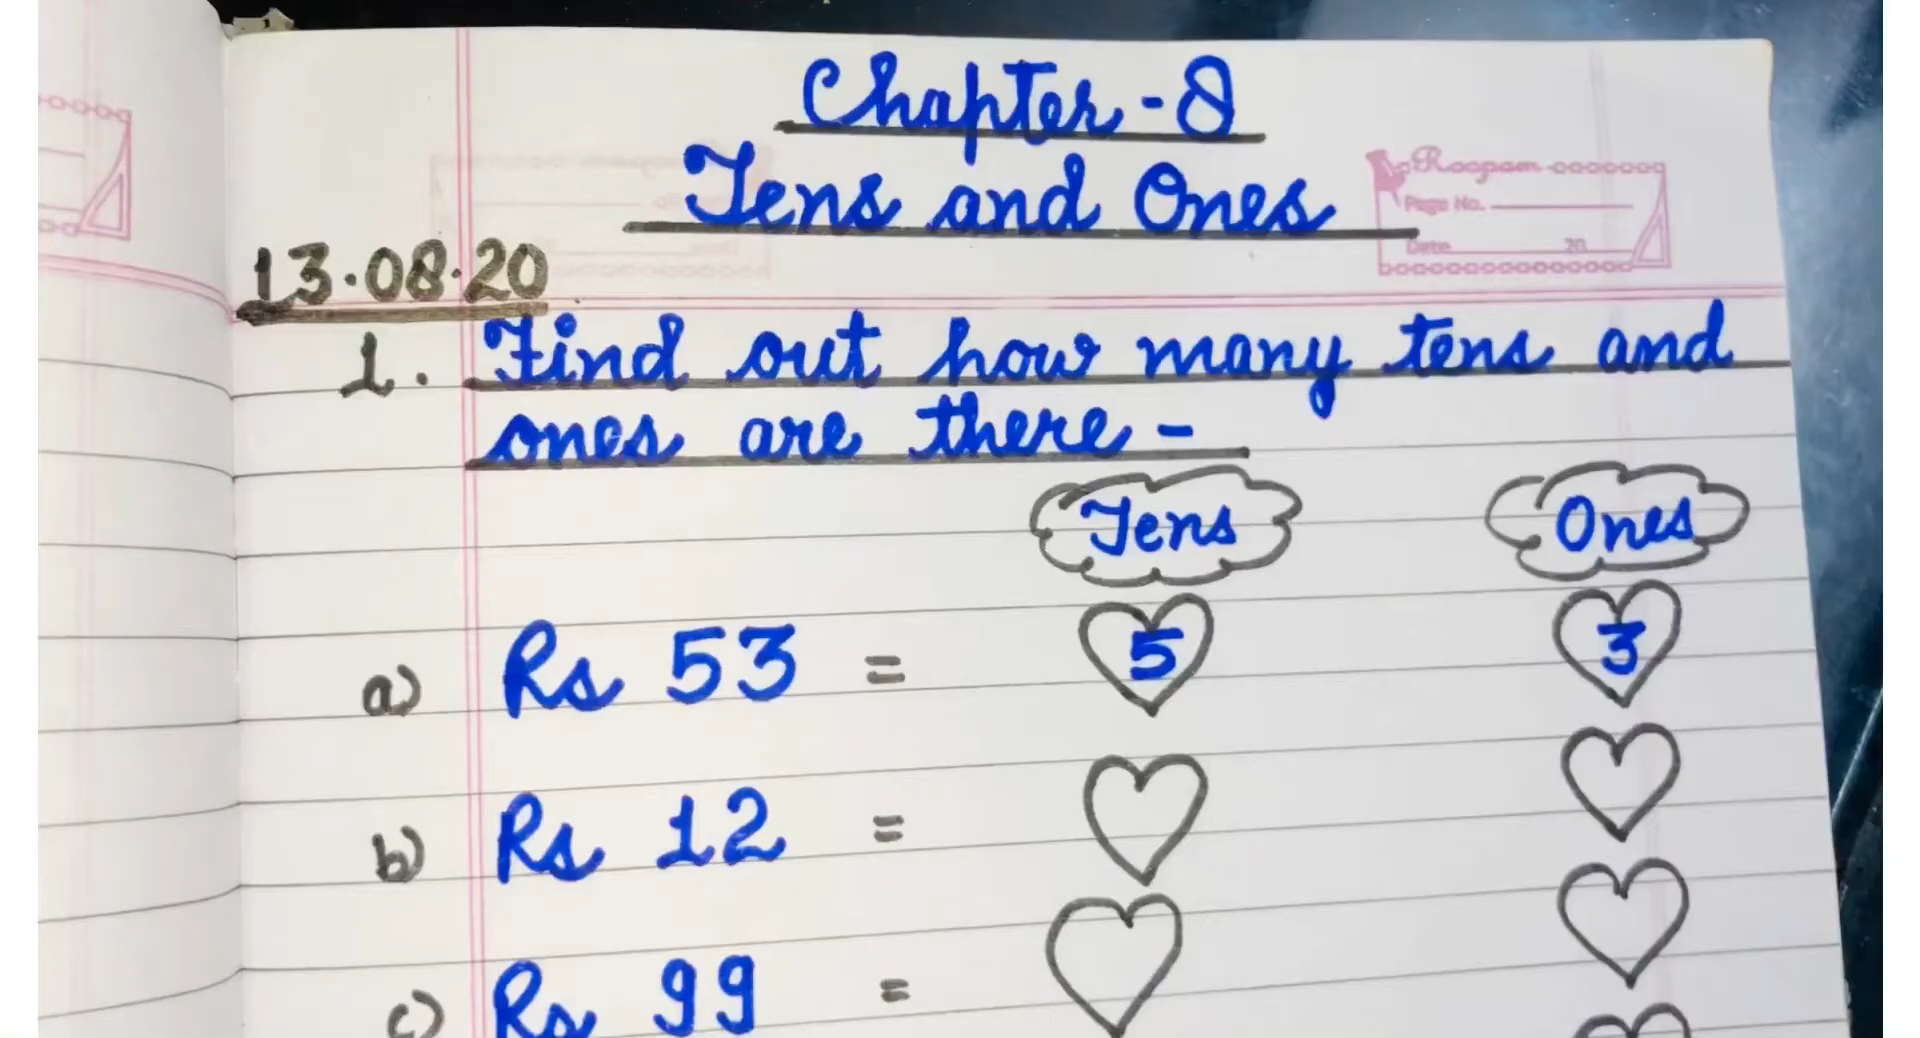 Chapter-8
Tens and Ones
Roopam
Page No.
Date 20
13.08.20
1. Find out how many tens and
ones are there-
Tens Ones
a) Rs 53 = 5 3
b) Rs 12 =
c) Rs 99 =